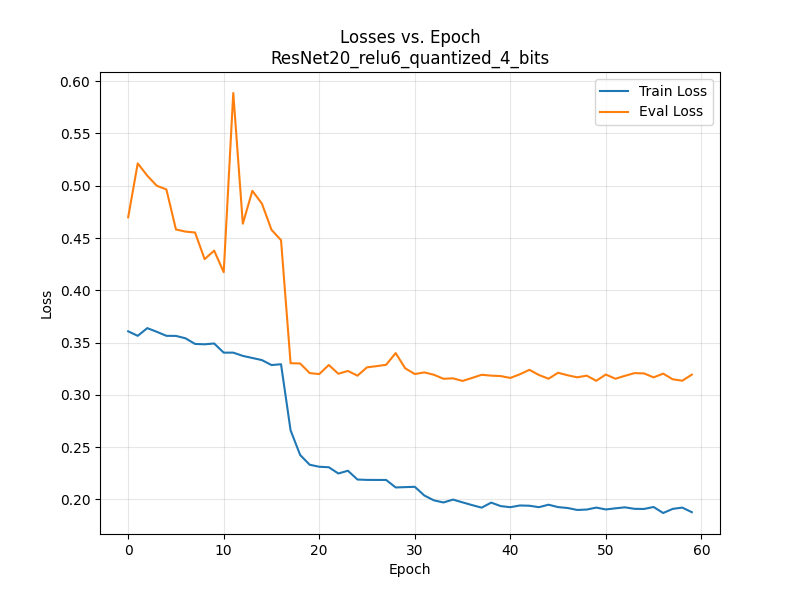 Losses vs. Epoch
ResNet20_relu6_quantized_4_bits
Train Loss
Eval Loss
0.60
0.55
0.50
0.45
0.40
0.35
0.30
0.25
0.20
Loss
0 10 20 30 40 50 60
Epoch